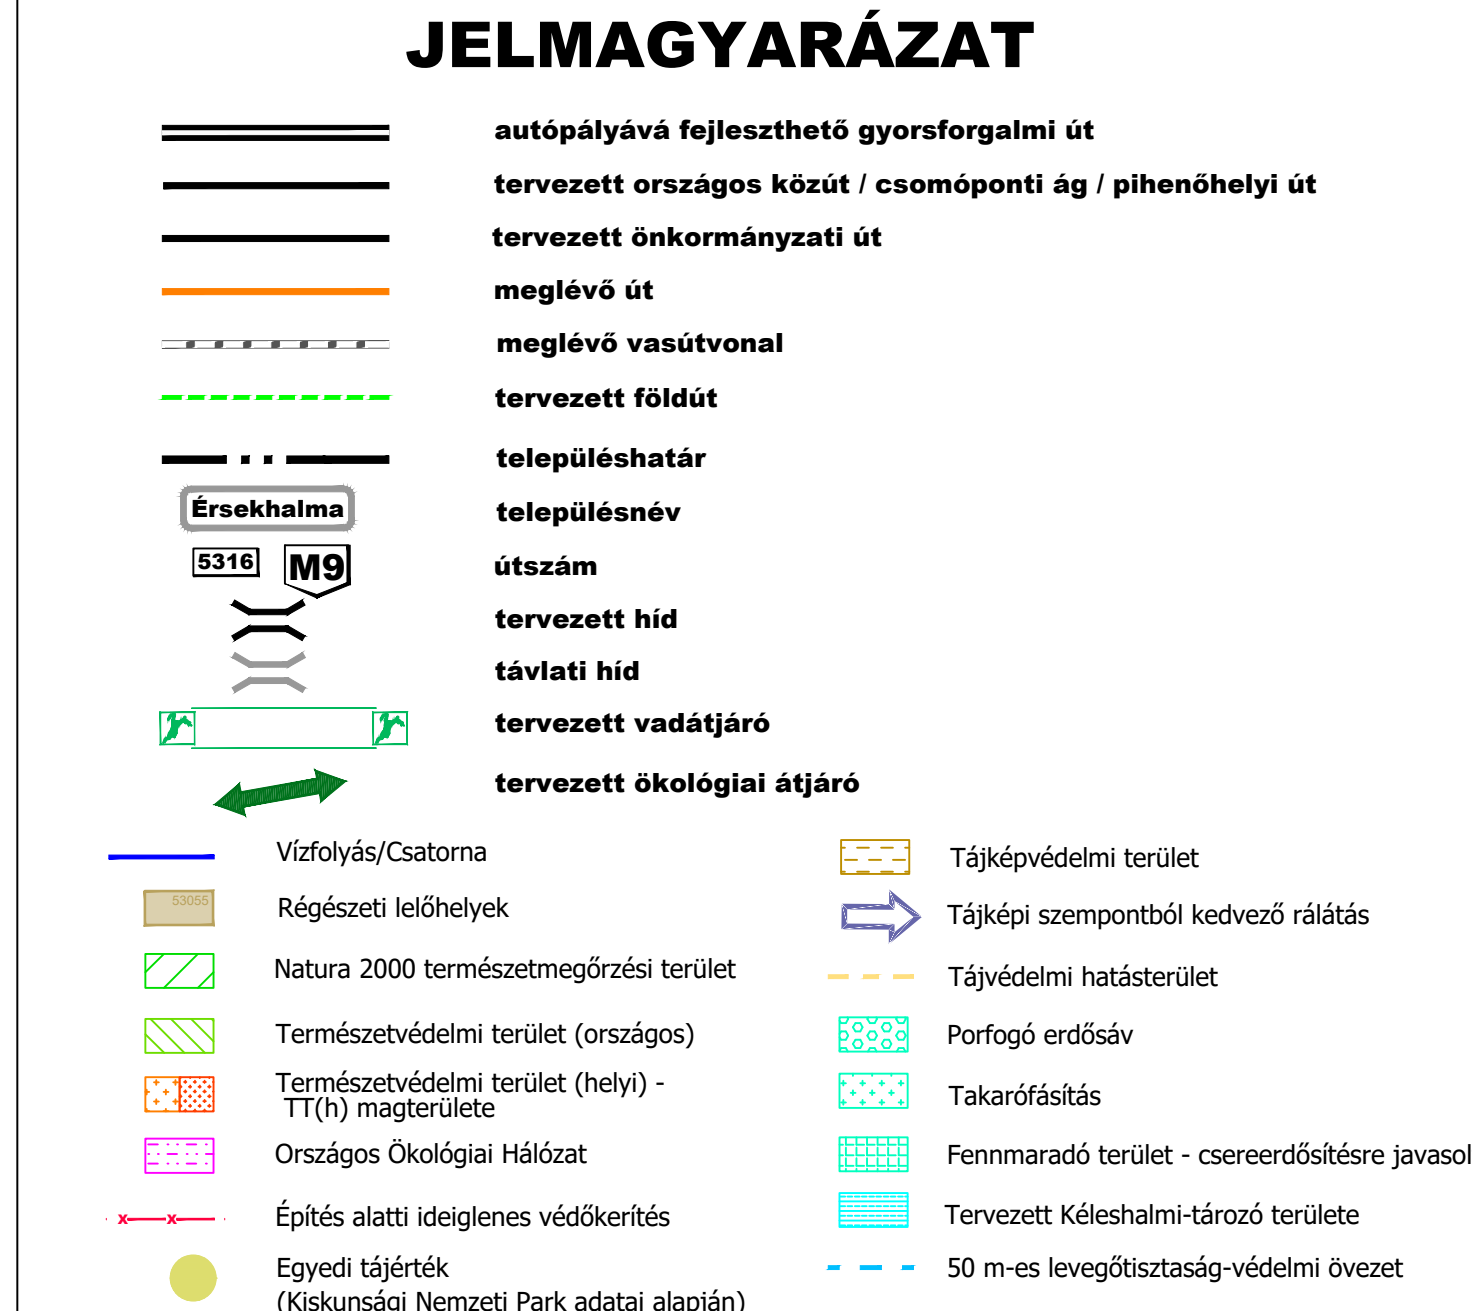 JELMAGYARÁZAT
autópályává fejleszthető gyorsforgalmi út
tervezett országos közút / csomóponti ág / pihenőhelyi út
tervezett önkormányzati út
meglévő út
meglévő vasútvonal
tervezett földút
településhatár
Érsekhalma
településnév
5316 M9
útszám
tervezett híd
távlati híd
tervezett vadátjáró
tervezett ökológiai átjáró
Vízfolyás/Csatorna
53055
Régészeti lelőhelyek
Natura 2000 természetmegőrzési terület
Természetvédelmi terület (országos)
Természetvédelmi terület (helyi) -
TT(h) magterülete
Országos Ökológiai Hálózat
x x
Építés alatti ideiglenes védőkerítés
Egyedi tájérték
(Kiskunsági Nemzeti Park adatai alapján)
Tájképvédelmi terület
Tájképi szempontból kedvező rálátás
Tájvédelmi hatásterület
Porfogó erdősáv
Takarófásítás
Fennmaradó terület - csereerdősítésre javasol
Tervezett Kéleshalmi-tározó területe
50 m-es levegőtisztaság-védelmi övezet